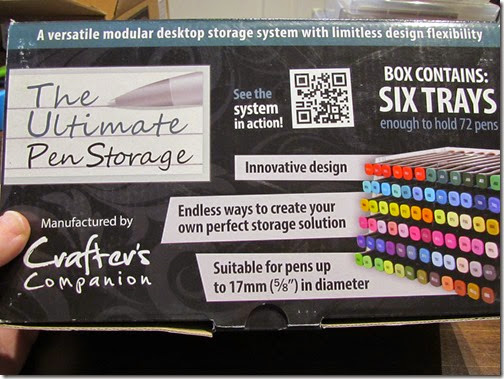 A versatile modular desktop storage system with limitless design flexibility
The
Ultimate
Pen Storage
See the
system
in action!
BOX CONTAINS:
SIX TRAYS
enough to hold 72 pens
Innovative design
Endless ways to create your
own perfect storage solution
Suitable for pens up
to 17mm (5/8") in diameter
Manufactured by
Crafter's
Companion